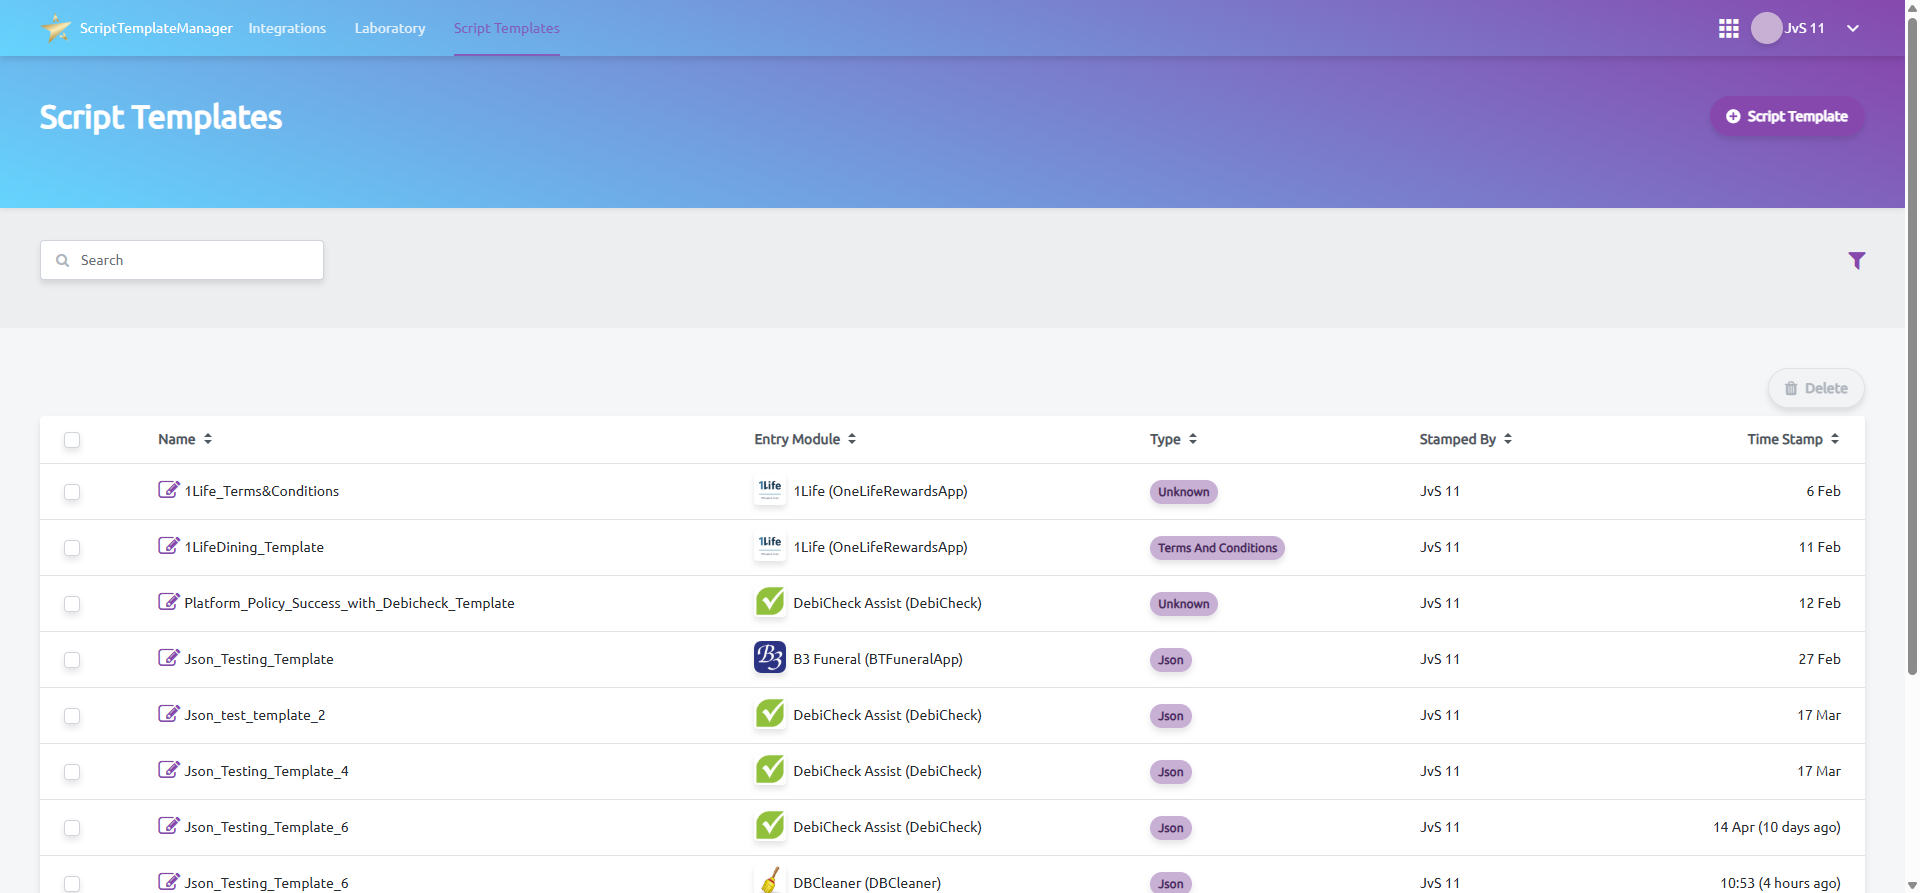 ScriptTemplateManager Integrations Laboratory Script Templates JvS 11
Script Templates
Script Template
Search
Delete
Name Entry Module Type Stamped By Time Stamp
1Life_Terms&Conditions 1Life 1Life (OneLifeRewardsApp) Unknown JvS 11 6 Feb
1LifeDining_Template 1Life 1Life (OneLifeRewardsApp) Terms And Conditions JvS 11 11 Feb
Platform_Policy_Success_with_Debicheck_Template DebiCheck Assist (DebiCheck) Unknown JvS 11 12 Feb
Json_Testing_Template B3 B3 Funeral (BTFuneralApp) Json JvS 11 27 Feb
Json_test_template_2 DebiCheck Assist (DebiCheck) Json JvS 11 17 Mar
Json_Testing_Template_4 DebiCheck Assist (DebiCheck) Json JvS 11 17 Mar
Json_Testing_Template_6 DebiCheck Assist (DebiCheck) Json JvS 11 14 Apr (10 days ago)
Json_Testing_Template_6 DBCleaner (DBCleaner) Json JvS 11 10:53 (4 hours ago)